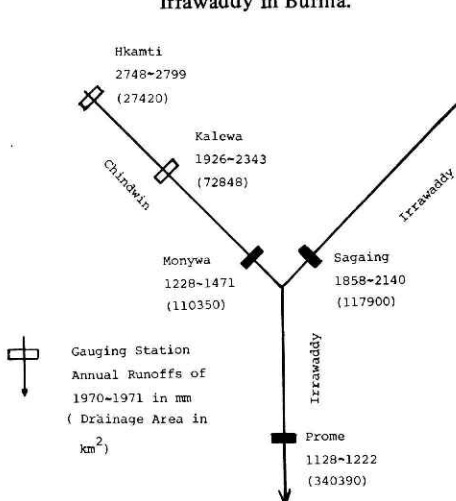 Irrawaddy in Burma.
Hkamti
2748~2799
(27420)
Kalewa
1926~2343
(72848)
Chindwin
Irrawaddy
Monywa
1228~1471
(110350)
Sagaing
1858~2140
(117900)
Irrawaddy
Gauging Station
Annual Runoffs of
1970~1971 in mm
( Drainage Area in
km²)
Prome
1128~1222
(340390)